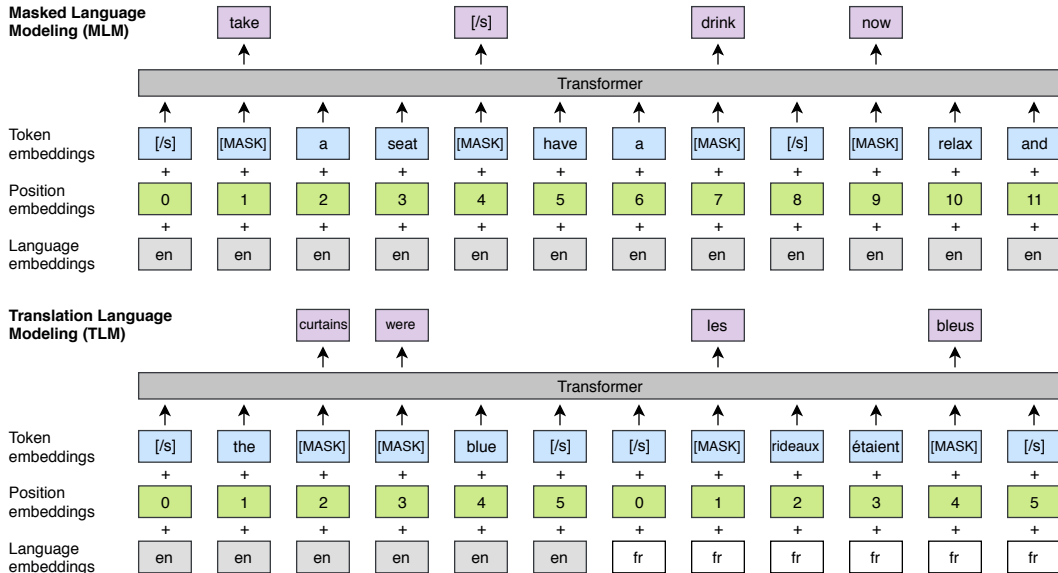 Masked Language
Modeling (MLM)
take [/s] drink now
Transformer
Token
embeddings
[/s] [MASK] a seat [MASK] have a [MASK] [/s] [MASK] relax and
+ + + + + + + + + + + +
Position
embeddings
0 1 2 3 4 5 6 7 8 9 10 11
+ + + + + + + + + + + +
Language
embeddings
en en en en en en en en en en en en
Translation Language
Modeling (TLM)
curtains were les bleus
Transformer
Token
embeddings
[/s] the [MASK] [MASK] blue [/s] [/s] [MASK] rideaux étaient [MASK] [/s]
+ + + + + + + + + + + +
Position
embeddings
0 1 2 3 4 5 0 1 2 3 4 5
+ + + + + + + + + + + +
Language
embeddings
en en en en en en fr fr fr fr fr fr